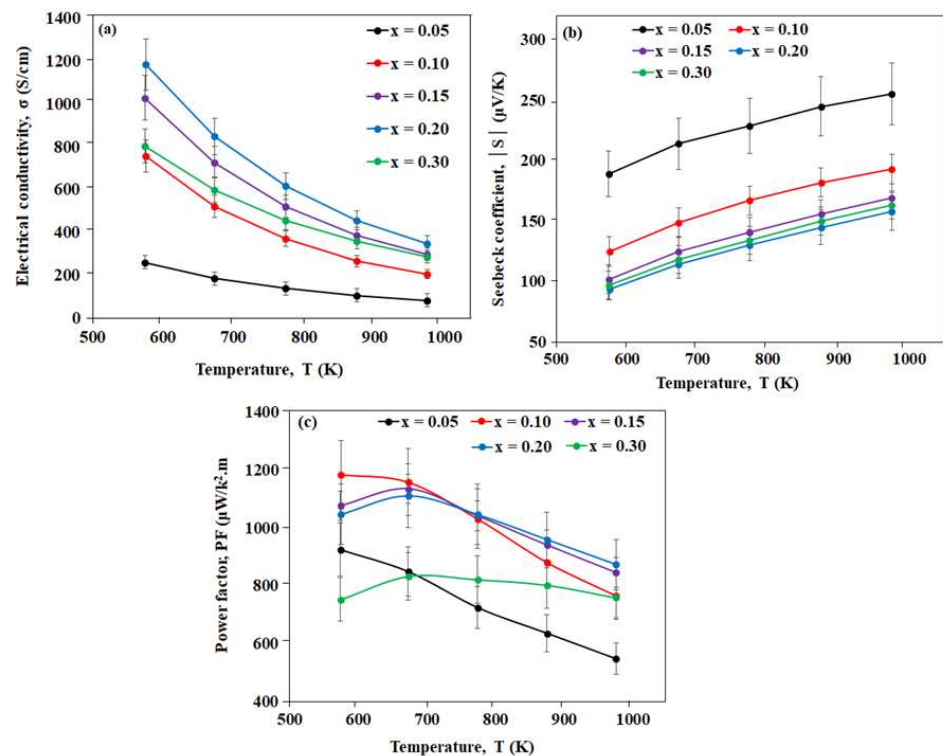 (a)
x = 0.05
x = 0.10
x = 0.15
x = 0.20
x = 0.30
1400
1200
1000
800
600
400
200
0
500 600 700 800 900 1000
Electrical conductivity, σ (S/cm)
Temperature, T (K)
(b)
x = 0.05 x = 0.10
x = 0.15 x = 0.20
x = 0.30
300
250
200
150
100
50
500 600 700 800 900 1000
Seebeck coefficient, |S| (μV/K)
Temperature, T (K)
(c)
x = 0.05 x = 0.10 x = 0.15
x = 0.20 x = 0.30
1400
1200
1000
800
600
400
500 600 700 800 900 1000
Power factor, PF (μW/k².m
Temperature, T (K)